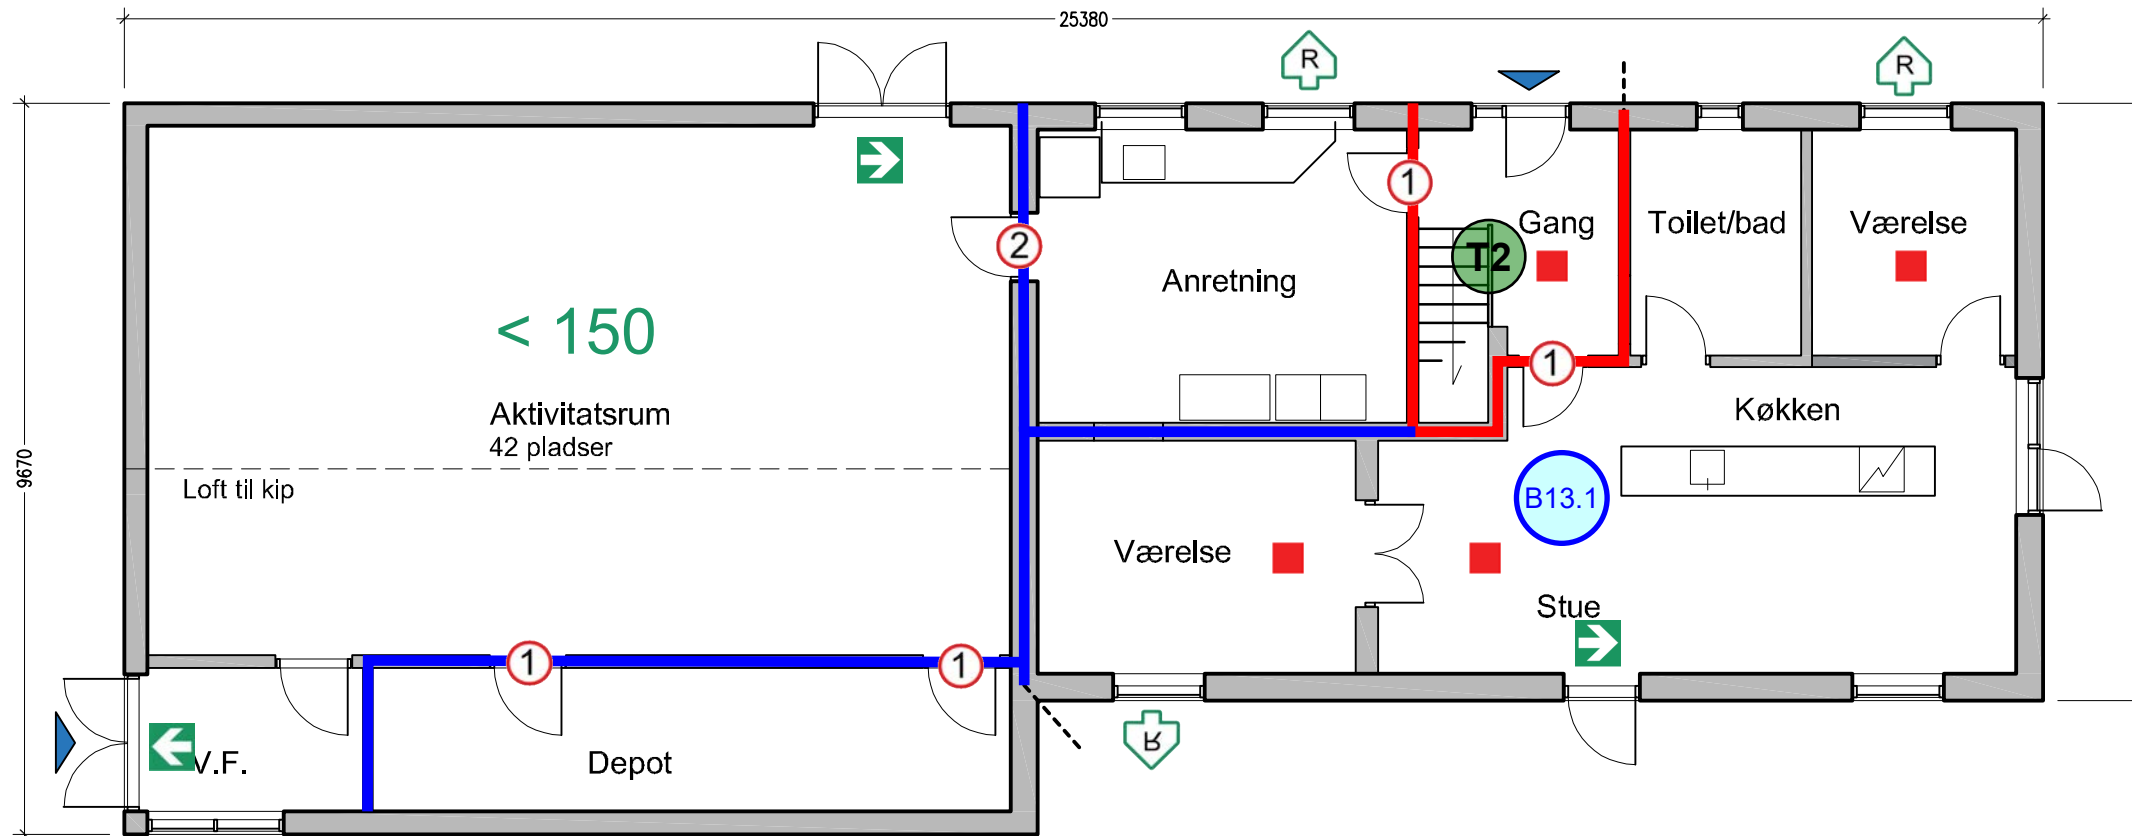 25380
R
R
1
Gang
Toilet/bad
Værelse
2
T2
Anretning
< 150
1
Aktivitatsrum
42 pladser
Køkken
9670
Loft til kip
B13.1
Værelse
Stue
1
1
R
V.F.
Depot